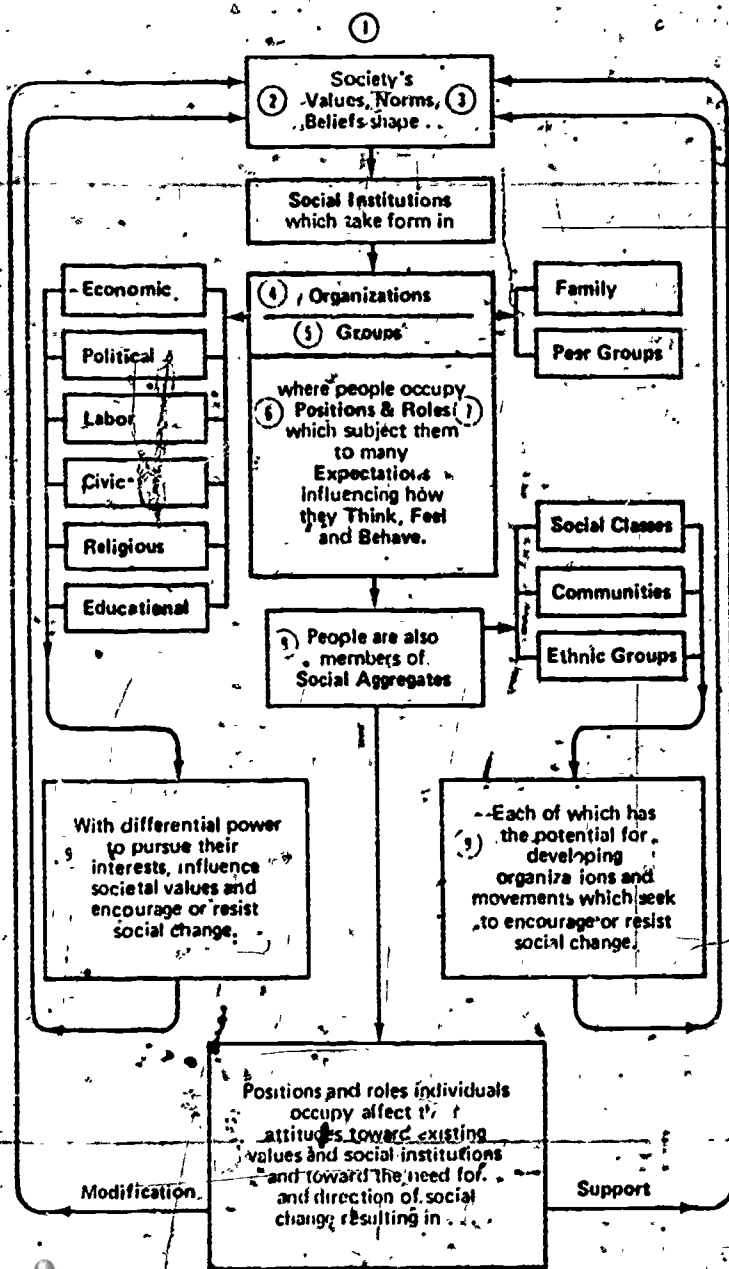 1
Society's
2 Values, Norms, 3
Beliefs shape . .
Social Institutions
which take form in
4 Organizations
5 Groups
Economic
Political
Labor
Civic
Religious
Educational
Family
Peer Groups
where people occupy
6 Positions & Roles 7
which subject them
to many
Expectations
influencing how
they Think, Feel
and Behave.
Social Classes
Communities
Ethnic Groups
People are also
members of
Social Aggregates
With differential power
to pursue their
9 interests, influence
societal values and
encourage or resist
social change.
Each of which has
9 the potential for
developing
organiza ions and
movements which seek
to encourage or resist
social change.
Positions and roles individuals
occupy affect
attitudes toward existing
values and social institutions
and toward the need for
and direction of social
change resulting in
Modification
Support